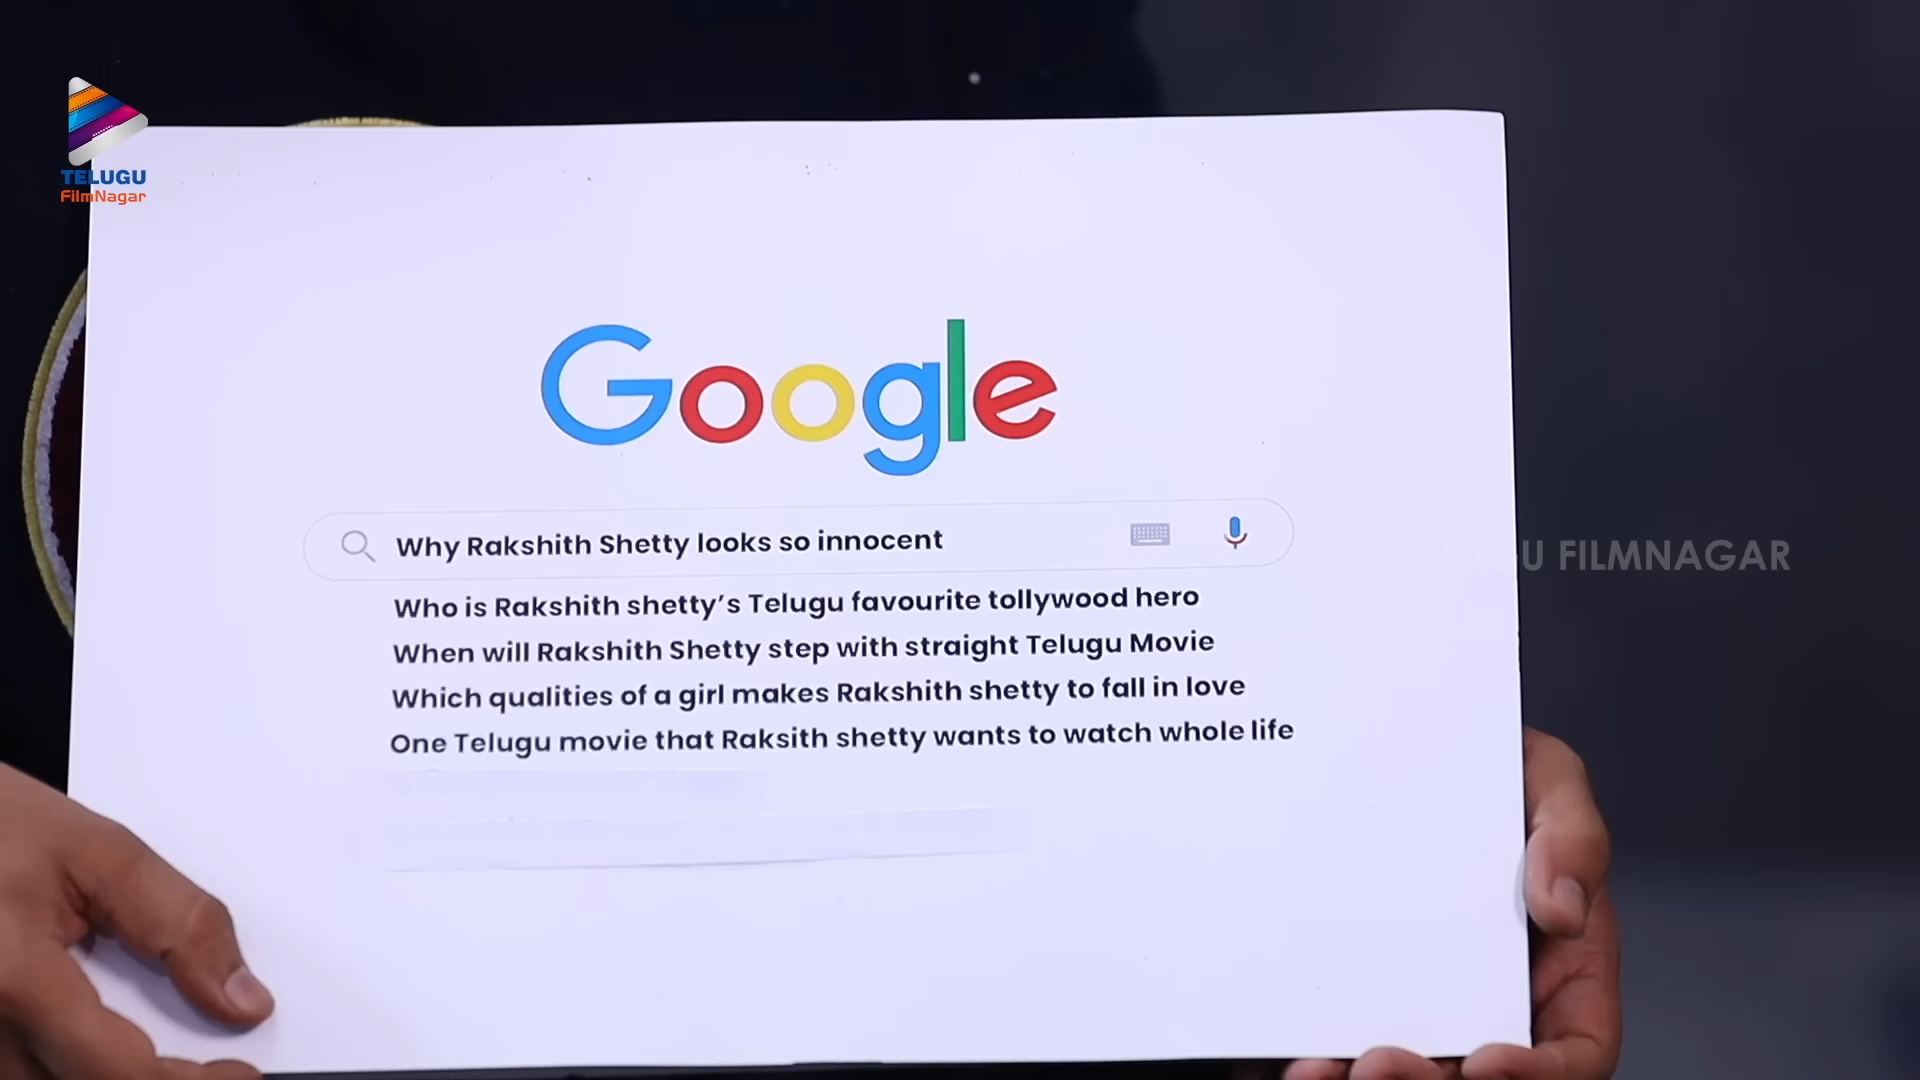 TELUGU
FilmNagar
Google
Why Rakshith Shetty looks so innocent
Who is Rakshith shetty's Telugu favourite tollywood hero
When will Rakshith Shetty step with straight Telugu Movie
Which qualities of a girl makes Rakshith shetty to fall in love
One Telugu movie that Raksith shetty wants to watch whole life
TELUGU FILMNAGAR